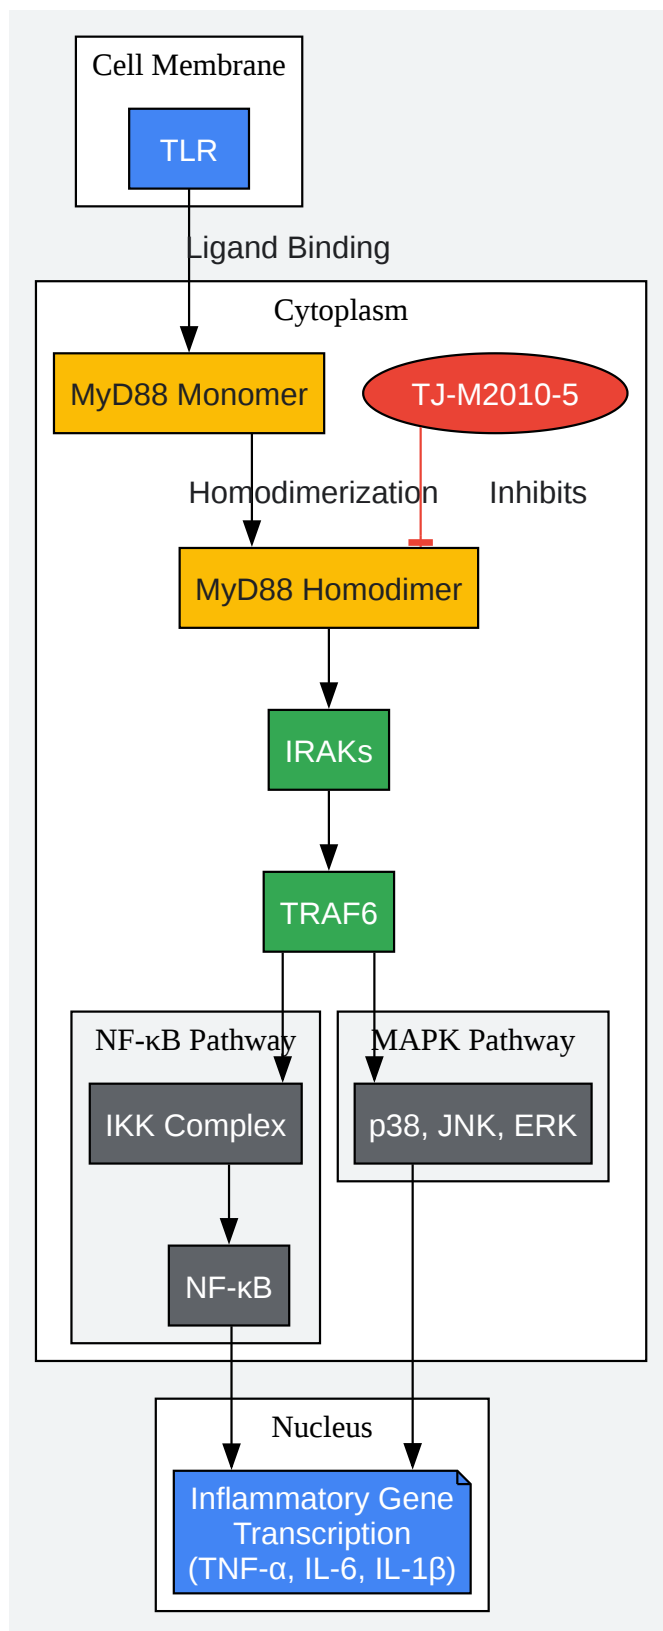 Cell Membrane
TLR
Ligand Binding
Cytoplasm
MyD88 Monomer
TJ-M2010-5
Homodimerization
Inhibits
MyD88 Homodimer
IRAKs
TRAF6
NF-κB Pathway
MAPK Pathway
IKK Complex
p38, JNK, ERK
NF-κB
Nucleus
Inflammatory Gene
Transcription
(TNF-α, IL-6, IL-1β)